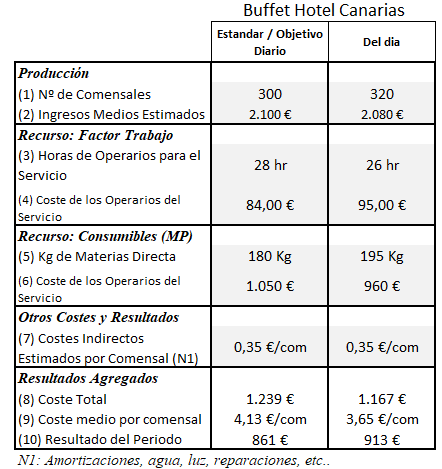 Buffet Hotel Canarias
Estandar / Objetivo Diario Del dia
Producción
(1) Nº de Comensales 300 320
(2) Ingresos Medios Estimados 2.100 € 2.080 €
Recurso: Factor Trabajo
(3) Horas de Operarios para el
Servicio 28 hr 26 hr
(4) Coste de los Operarios del
Servicio 84,00 € 95,00 €
Recurso: Consumibles (MP)
(5) Kg de Materias Directa 180 Kg 195 Kg
(6) Coste de los Operarios del
Servicio 1.050 € 960 €
Otros Costes y Resultados
(7) Costes Indirectos
Estimados por Comensal (N1) 0,35 €/com 0,35 €/com
Resultados Agregados
(8) Coste Total 1.239 € 1.167 €
(9) Coste medio por comensal 4,13 €/com 3,65 €/com
(10) Resultado del Periodo 861 € 913 €
N1: Amortizaciones, agua, luz, reparaciones, etc..